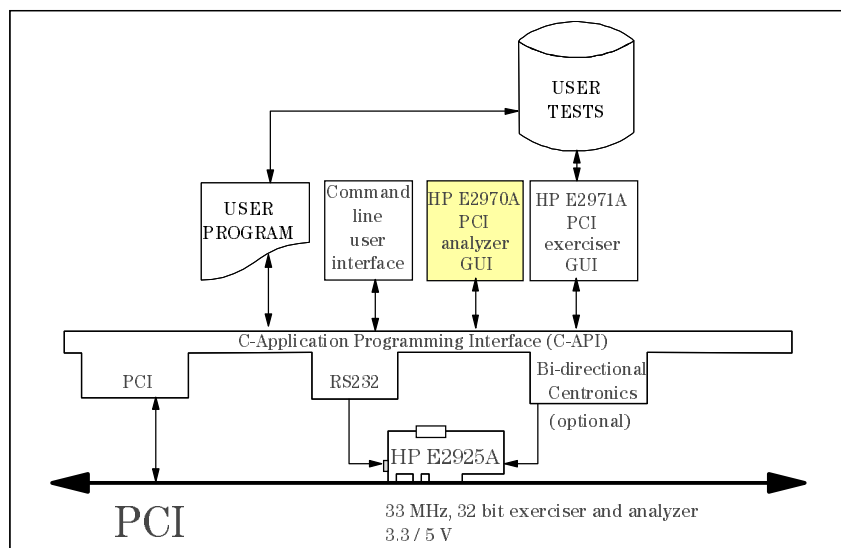 USER
TESTS
USER
PROGRAM
Command
line
user
interface
HP E2970A
PCI
analyzer
GUI
HP E2971A
PCI
exerciser
GUI
C-Application Programming Interface (C-API)
PCI
RS232
Bi-directional
Centronics
(optional)
HP E2925A
PCI
33 MHz, 32 bit exerciser and analyzer
3.3 / 5 V